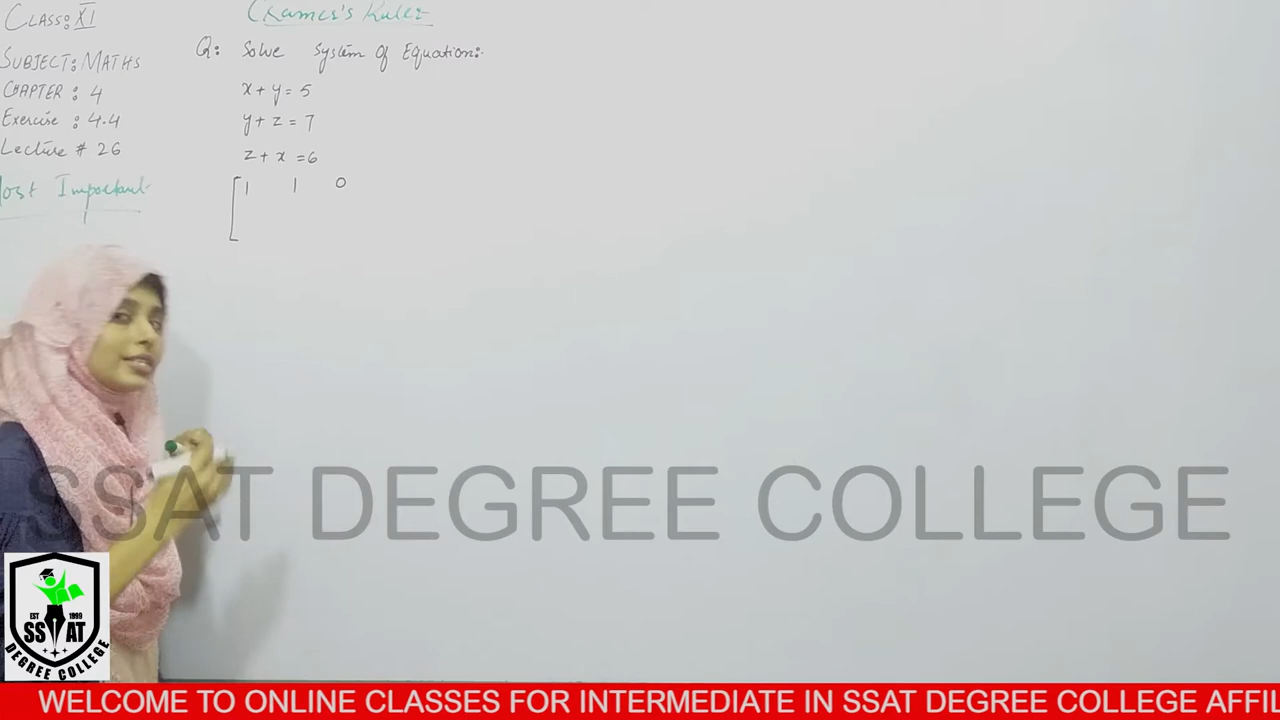 CLASS: XI
SUBJECT: MATHS
CHAPTER : 4
Exercise : 4.4
Lecture # 26
Most Important
Cramer's Rule:
Q: Solve System Of Equation:
x + y = 5
y + z = 7
z + x = 6
1 1 0
SSAT DEGREE COLLEGE
EST 1999
SSAT
DEGREE COLLEGE
WELCOME TO ONLINE CLASSES FOR INTERMEDIATE IN SSAT DEGREE COLLEGE AFFIL